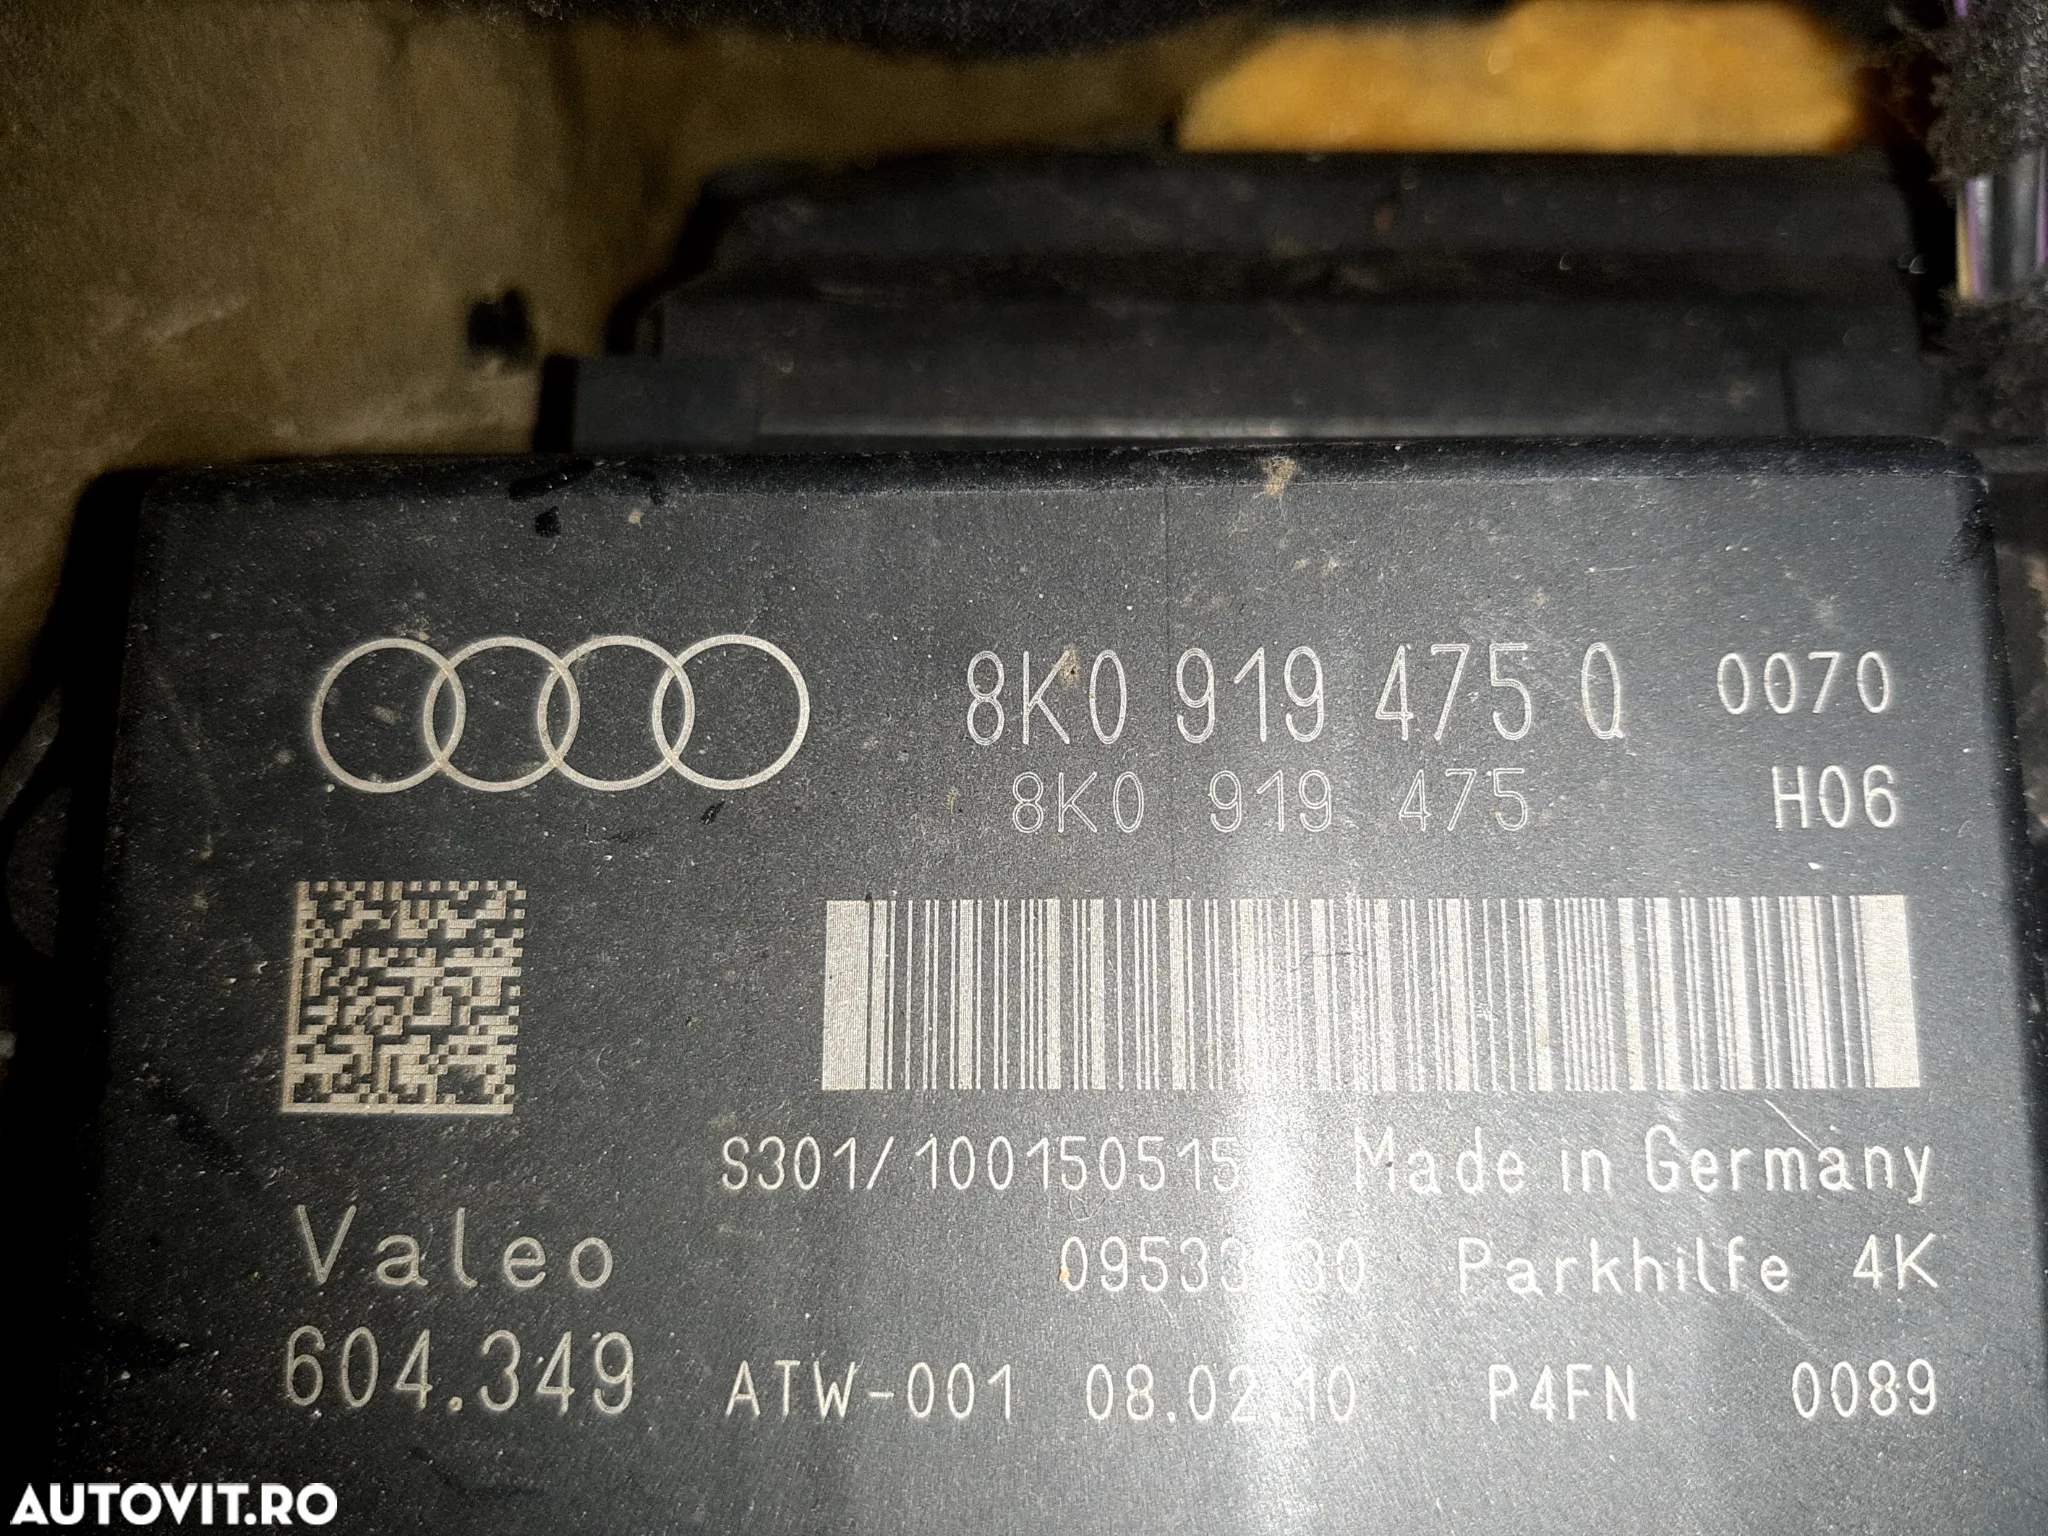 8K0 919 475 Q 0070
8K0 919 475 H06
Made in Germany
Valeo
Parkhilfe 4K
604.349 ATW-001 08.02.10 P4FN 0089
AUTOVIT.RO